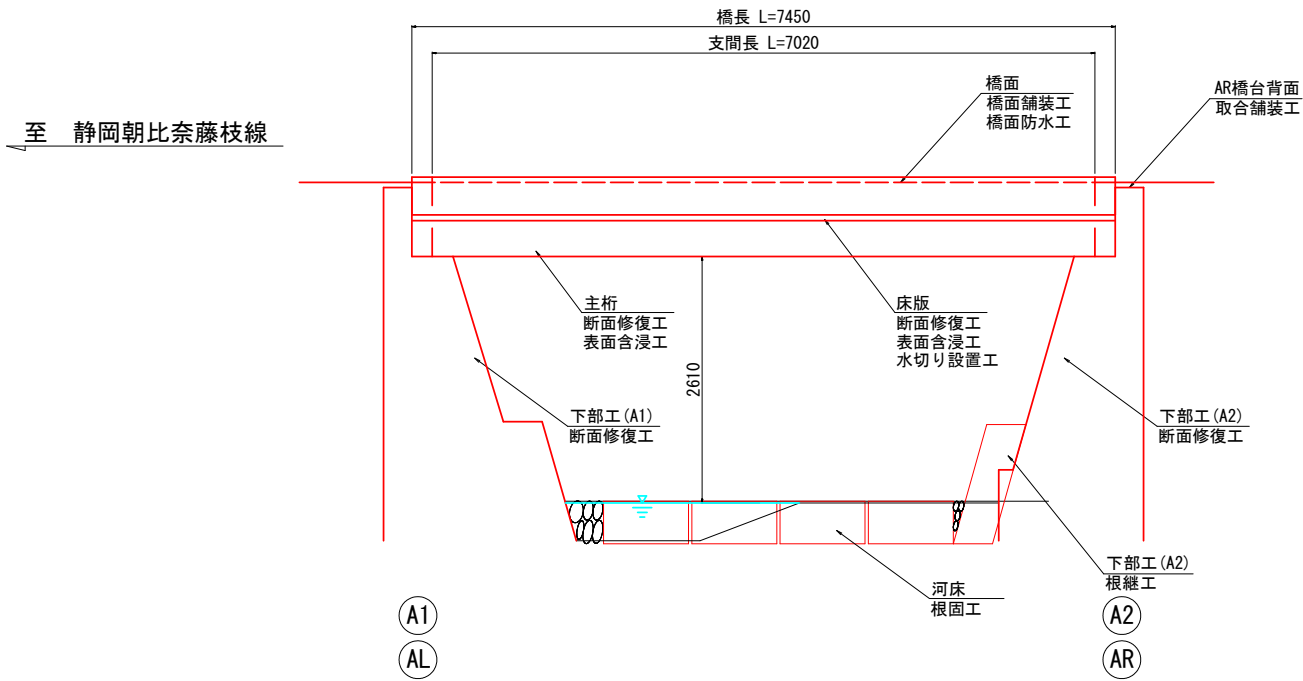 橋長 L=7450
支間長 L=7020
橋面
橋面舗装工
橋面防水工
AR橋台背面
取合舗装工
至　静岡朝比奈藤枝線
主桁
断面修復工
表面含浸工
床版
断面修復工
表面含浸工
水切り設置工
2610
下部工(A1)
断面修復工
下部工(A2)
断面修復工
下部工(A2)
根継工
河床
根固工
A1
A2
AL
AR